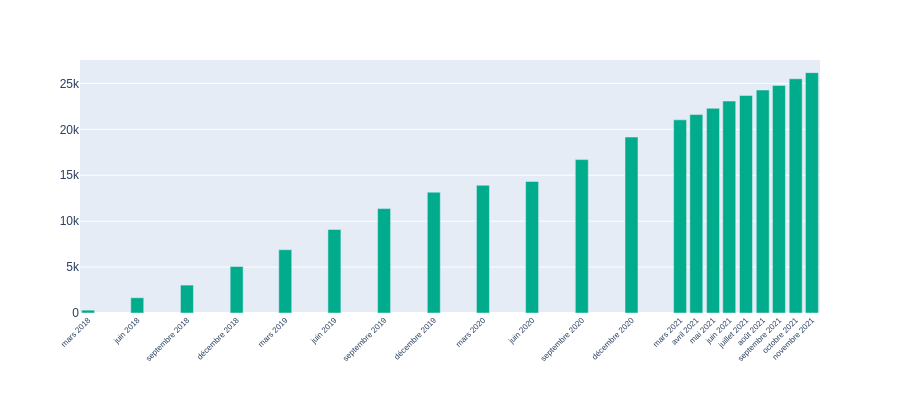 25k
20k
15k
10k
5k
0
mars 2018
juin 2018
septembre 2018
décembre 2018
mars 2019
juin 2019
septembre 2019
décembre 2019
mars 2020
juin 2020
septembre 2020
décembre 2020
mars 2021
avril 2021
mai 2021
juin 2021
juillet 2021
août 2021
septembre 2021
octobre 2021
novembre 2021